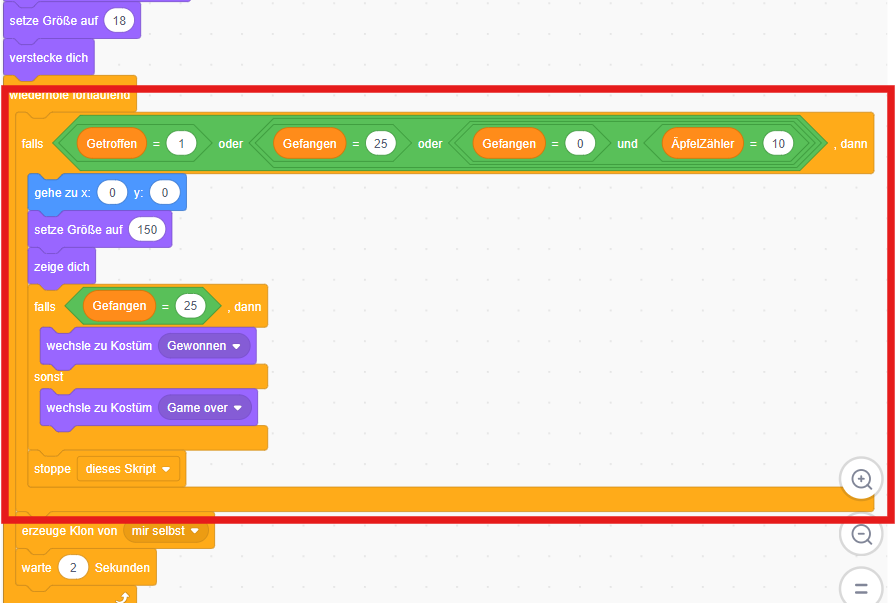 setze Größe auf 18
verstecke dich
wiederhole fortlaufend
falls Getroffen = 1 oder Gefangen = 25 oder Gefangen = 0 und ÄpfelZähler = 10 , dann
gehe zu x: 0 y: 0
setze Größe auf 150
zeige dich
falls Gefangen = 25 , dann
wechsle zu Kostüm Gewonnen
sonst
wechsle zu Kostüm Game over
stoppe dieses Skript
erzeuge Klon von mir selbst
warte 2 Sekunden